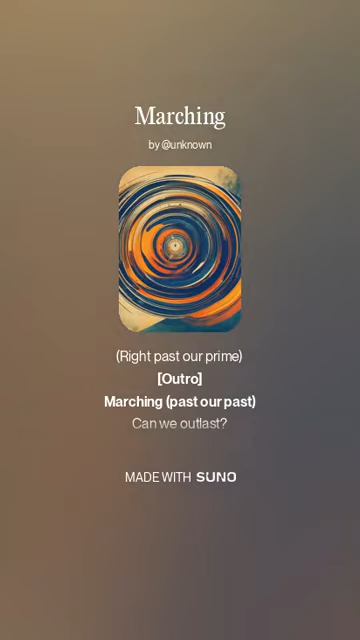 Marching
by @unknown
(Right past our prime)
[Outro]
Marching (past our past)
Can we outlast?
MADE WITH SUNO